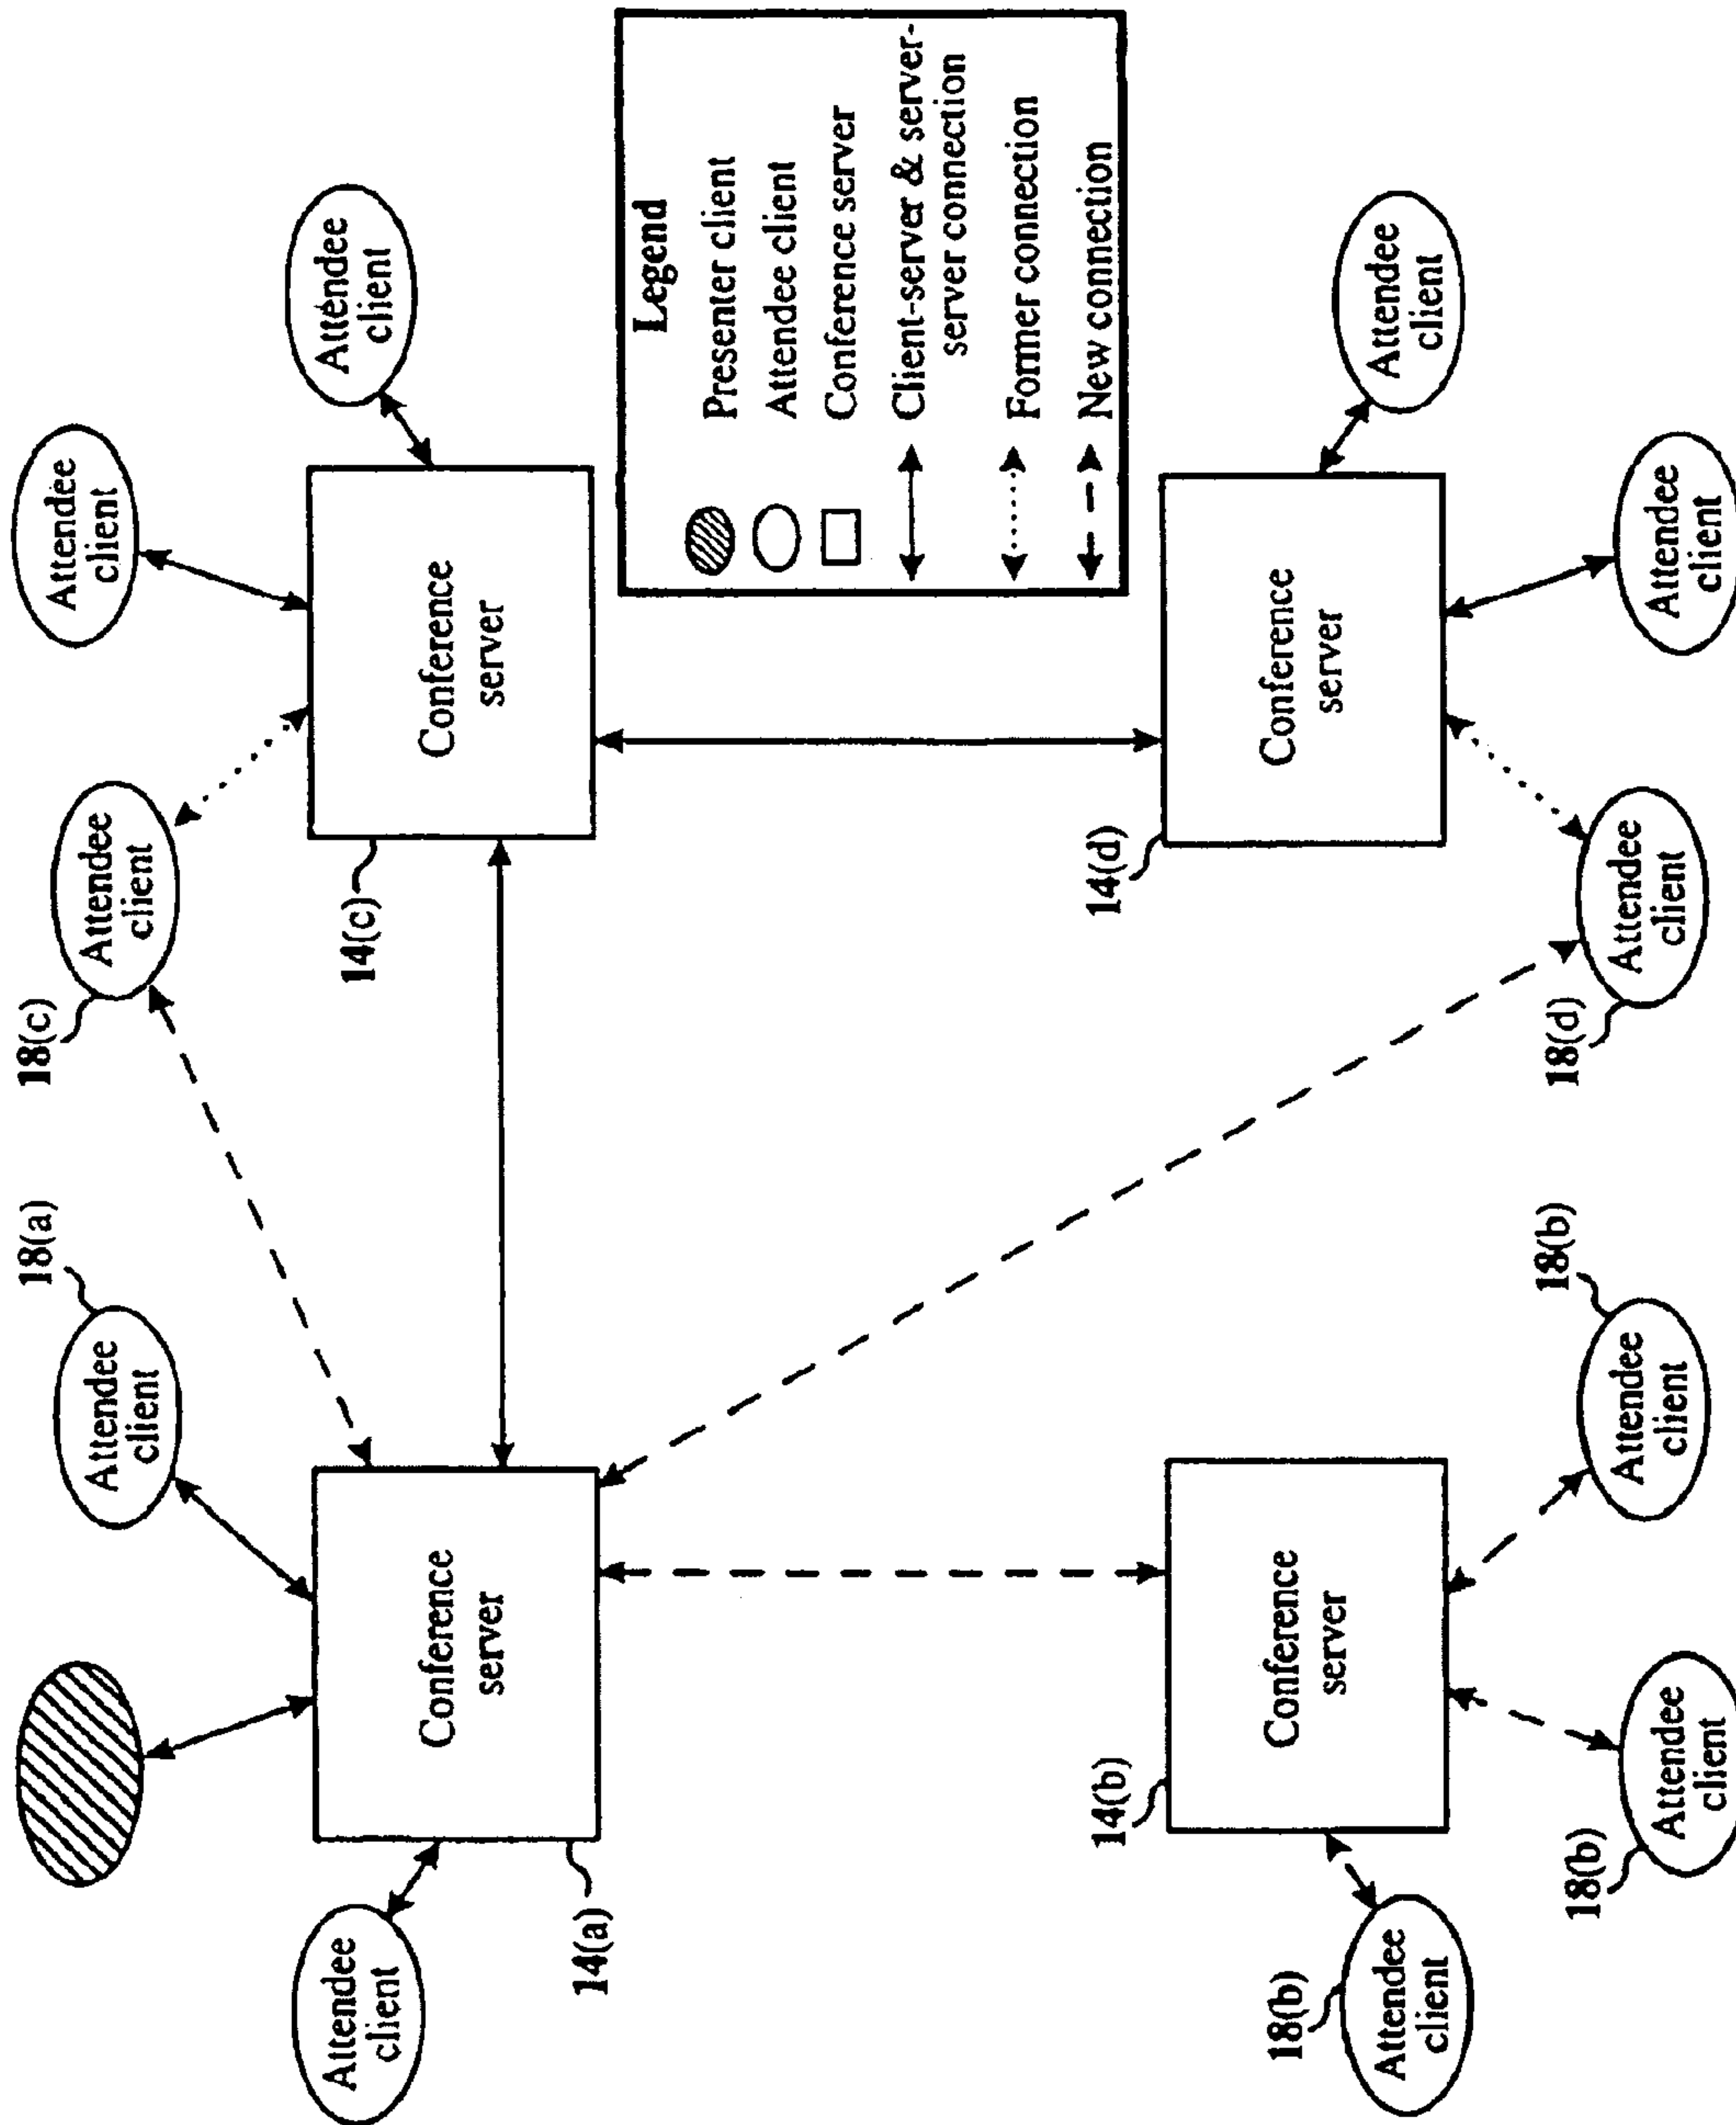 Attendee
client
18(a)
Attendee
client
18(c)
Attendee
client
Attendee
client
Attendee
client
Attendee
client
Conference
server
14(a)
Conference
server
14(c)
Legend
Presenter client
Attendee client
Conference server
Client-server & server-
server connection
Former connection
New connection
Conference
server
14(b)
Conference
server
14(d)
18(b)
Attendee
client
18(b)
Attendee
client
18(b)
Attendee
client
18(d)
Attendee
client
Attendee
client
Attendee
client